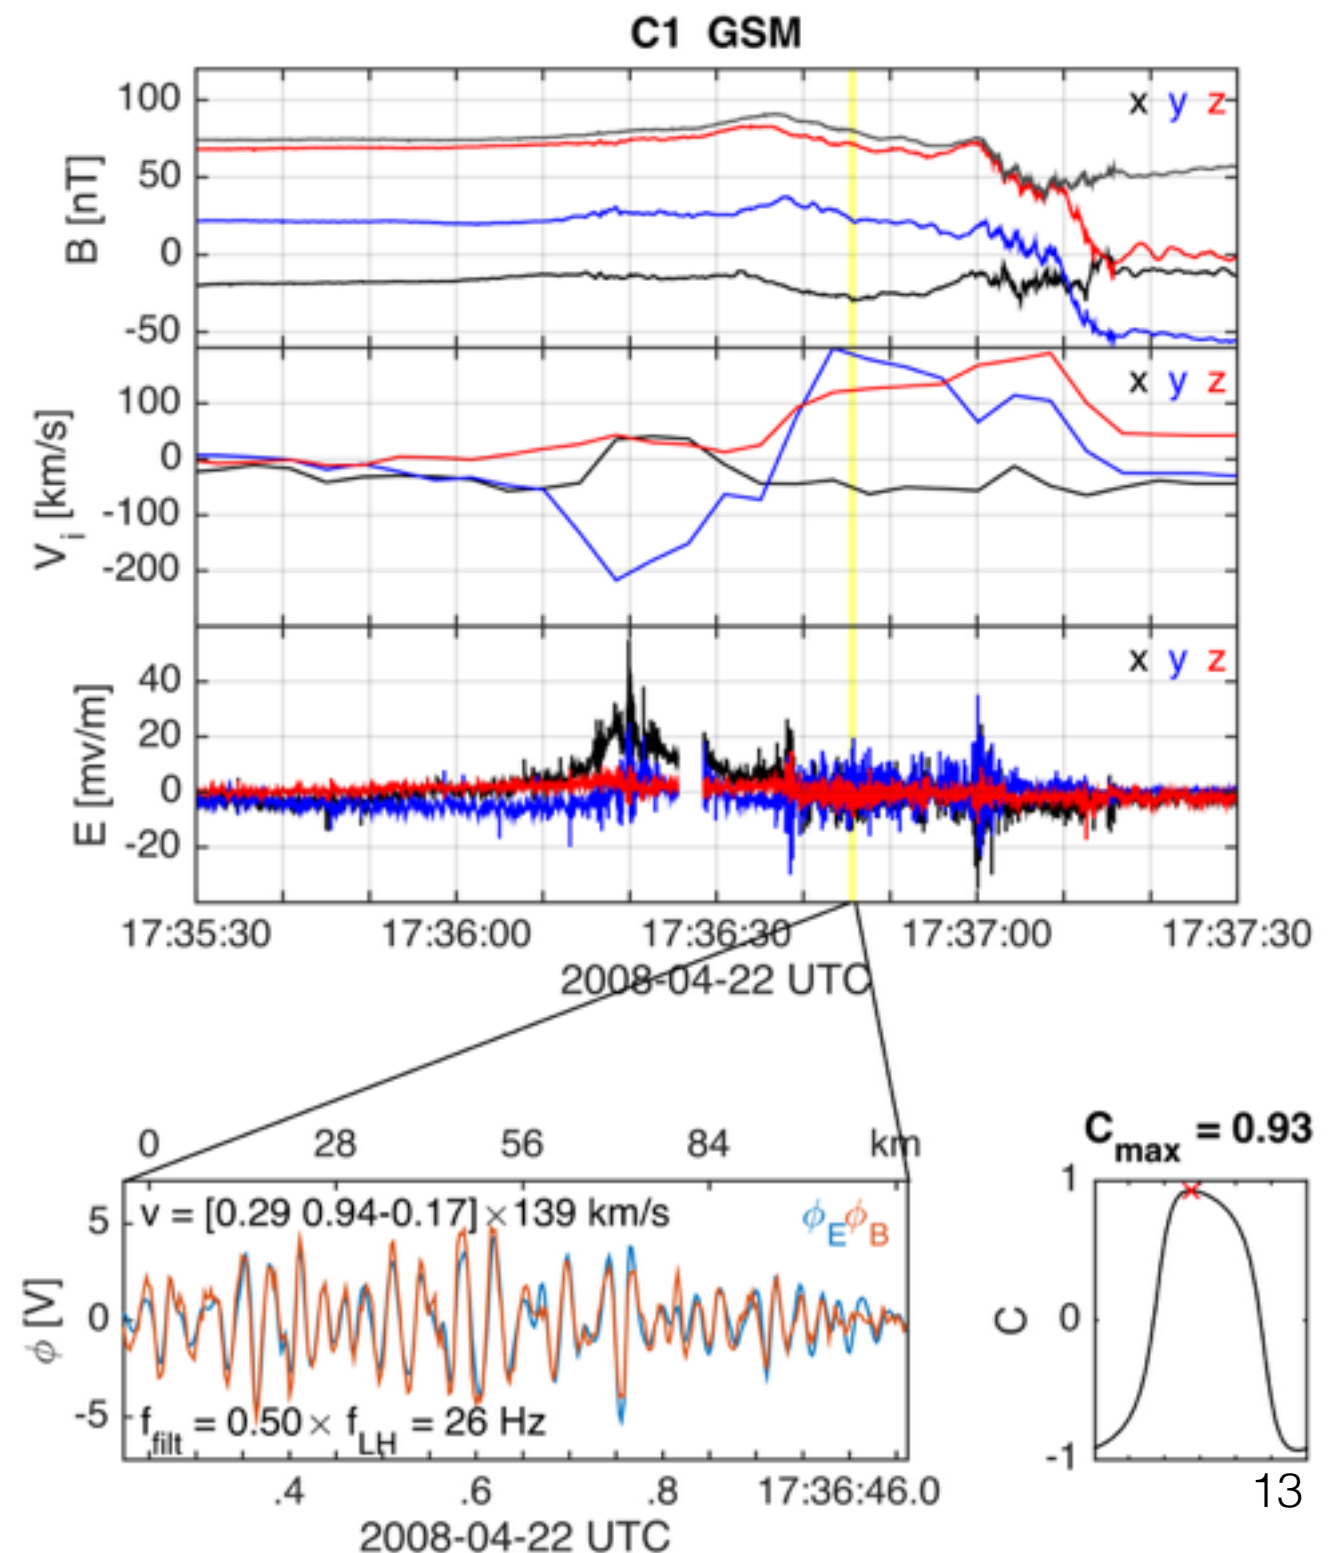 C1 GSM
B [nT]
100
50
0
-50
x y z
V_i [km/s]
100
0
-100
-200
x y z
E [mv/m]
40
20
0
-20
x y z
17:35:30 17:36:00 17:36:30 17:37:00 17:37:30
2008-04-22 UTC
0 28 56 84 km
v = [0.29 0.94-0.17]×139 km/s
ϕ_E ϕ_B
ϕ [V]
5
0
-5
f_filt = 0.50× f_LH = 26 Hz
.4 .6 .8 17:36:46.0
2008-04-22 UTC
C_max = 0.93
C
1
0
-1
13